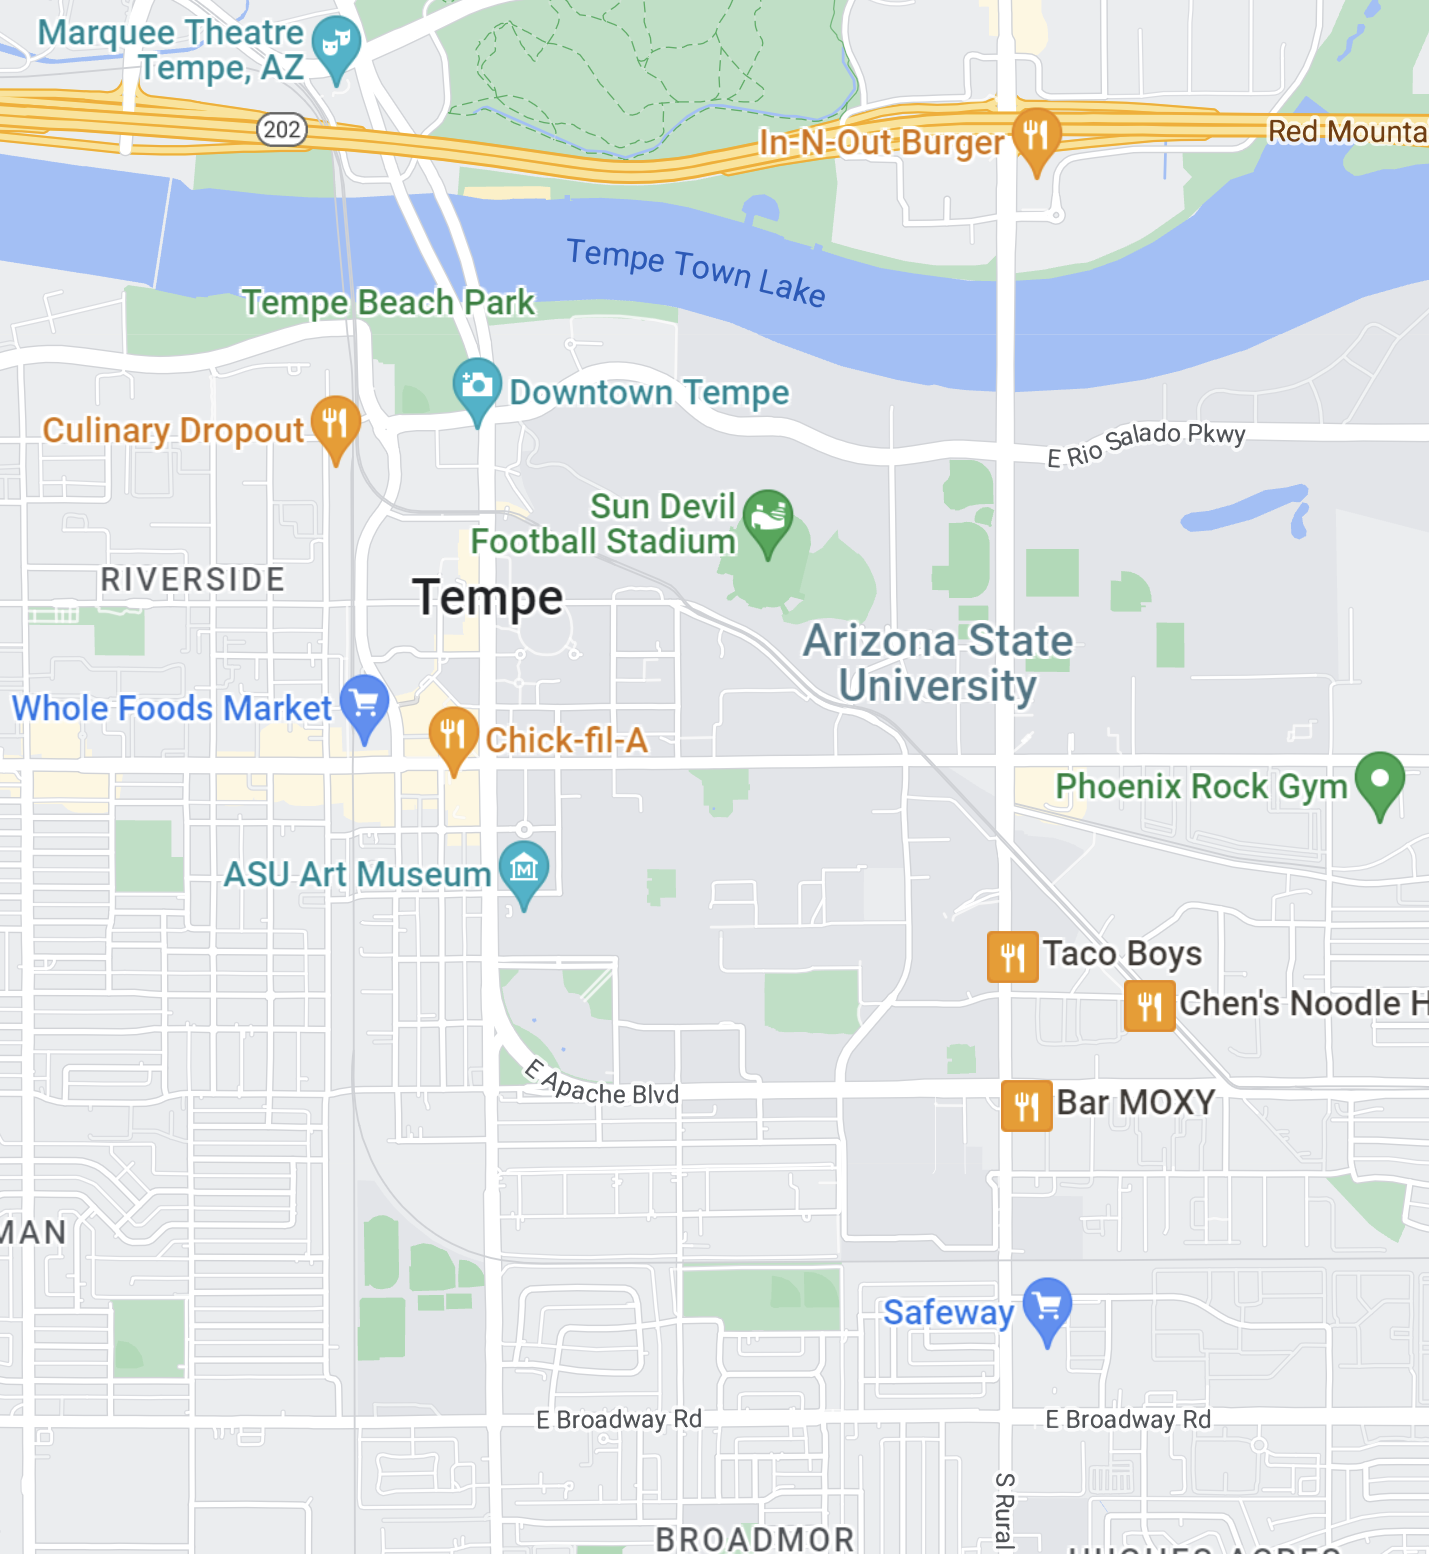 Marquee Theatre
Tempe, AZ
202
In-N-Out Burger
Red Mounta
Tempe Town Lake
Tempe Beach Park
Downtown Tempe
Culinary Dropout
E Rio Salado Pkwy
Sun Devil
Football Stadium
RIVERSIDE
Tempe
Arizona State
University
Whole Foods Market
Chick-fil-A
Phoenix Rock Gym
ASU Art Museum
M
Taco Boys
Chen's Noodle H
E Apache Blvd
Bar MOXY
MAN
Safeway
E Broadway Rd
E Broadway Rd
S Rural
BROADMOR
HUGHES ACRES